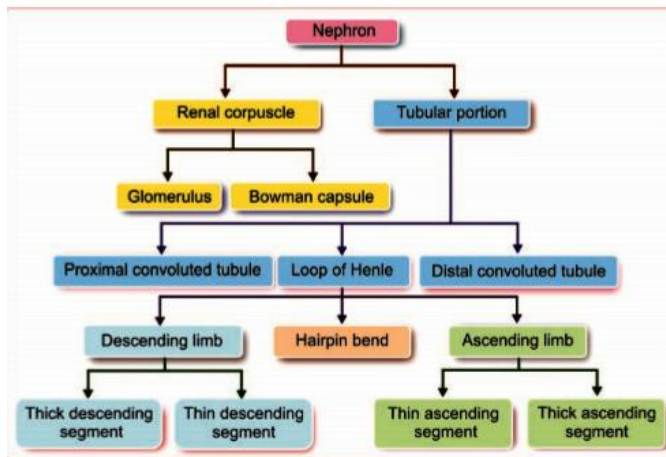 Nephron
Renal corpuscle
Tubular portion
Glomerulus
Bowman capsule
Proximal convoluted tubule
Loop of Henle
Distal convoluted tubule
Descending limb
Hairpin bend
Ascending limb
Thick descending
segment
Thin descending
segment
Thin ascending
segment
Thick ascending
segment